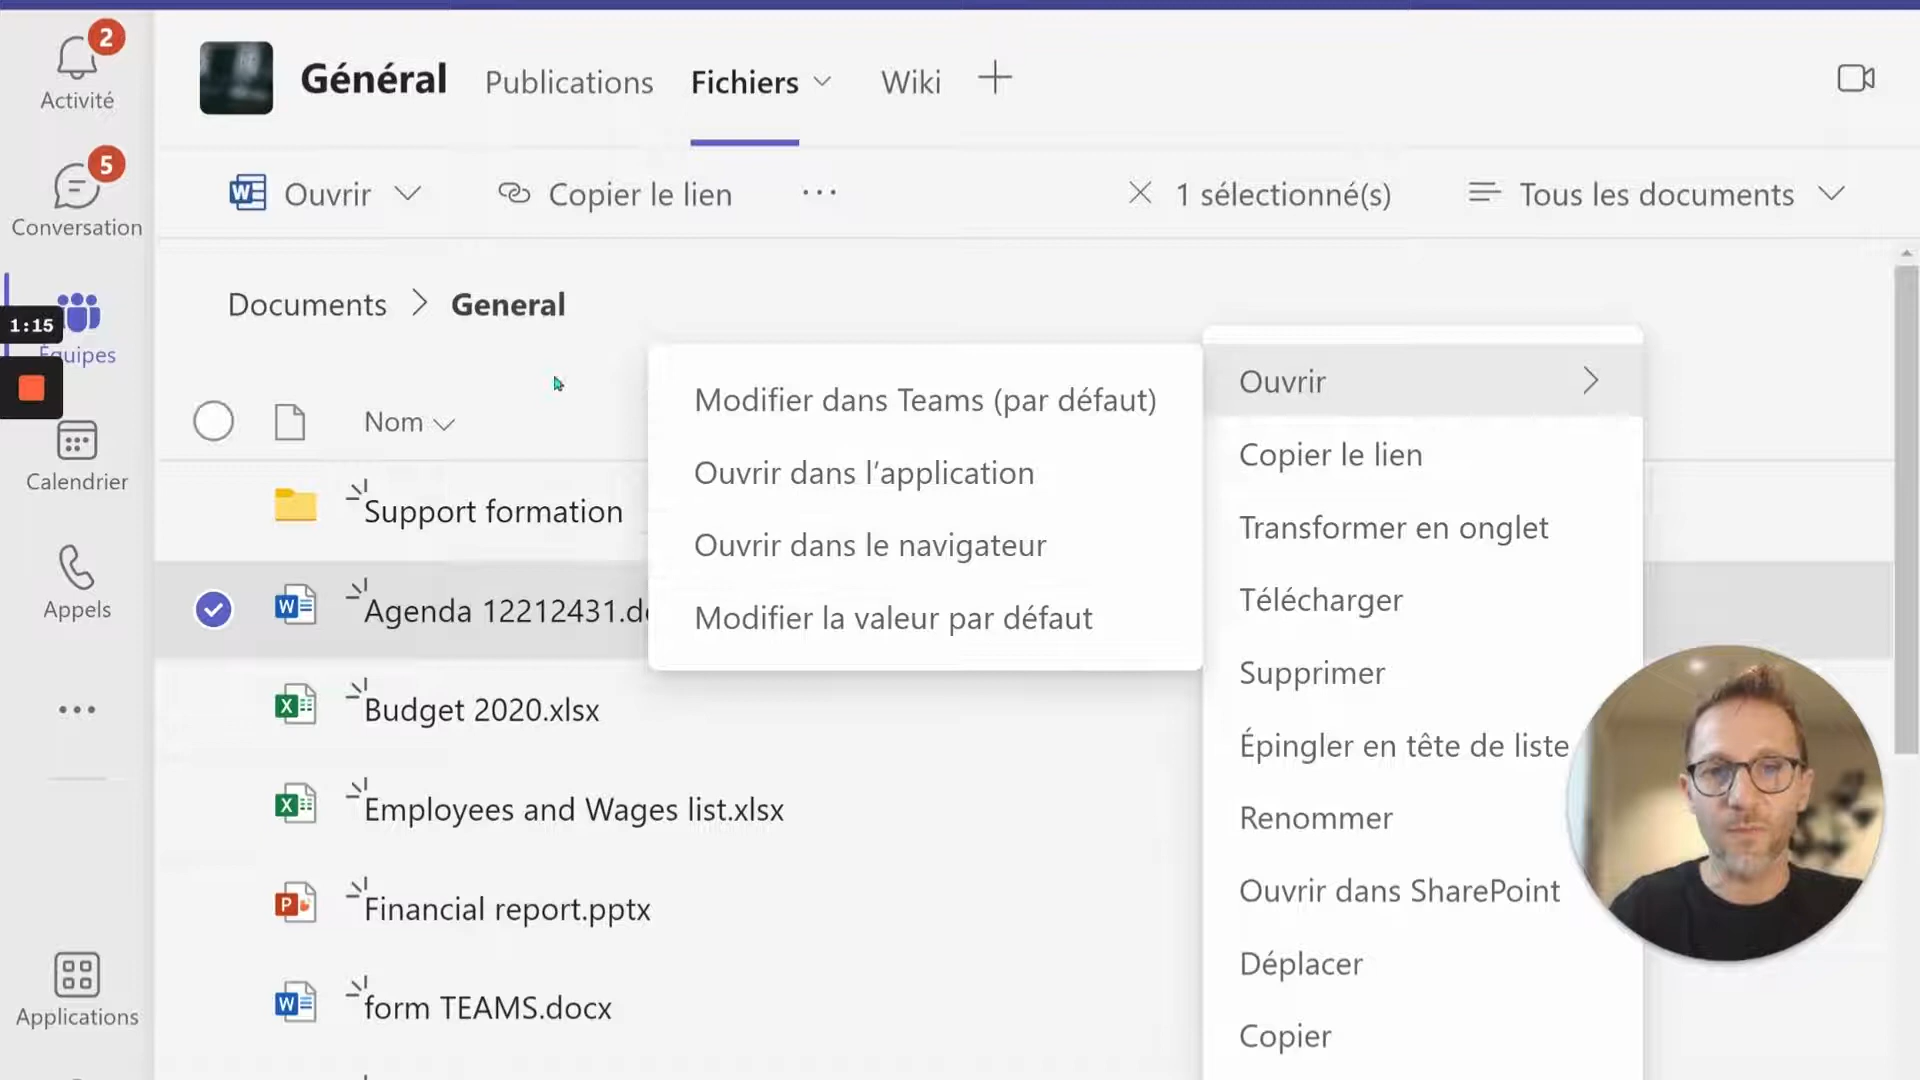 2
Activité
5
Conversation
1:15
Équipes
Calendrier
Appels
Applications
Général
Publications
Fichiers
Wiki
Ouvrir
Copier le lien
1 sélectionné(s)
Tous les documents
Documents > General
Nom
Support formation
Agenda 12212431.do
Budget 2020.xlsx
Employees and Wages list.xlsx
Financial report.pptx
form TEAMS.docx
Modifier dans Teams (par défaut)
Ouvrir dans l'application
Ouvrir dans le navigateur
Modifier la valeur par défaut
Ouvrir
Copier le lien
Transformer en onglet
Télécharger
Supprimer
Épingler en tête de liste
Renommer
Ouvrir dans SharePoint
Déplacer
Copier